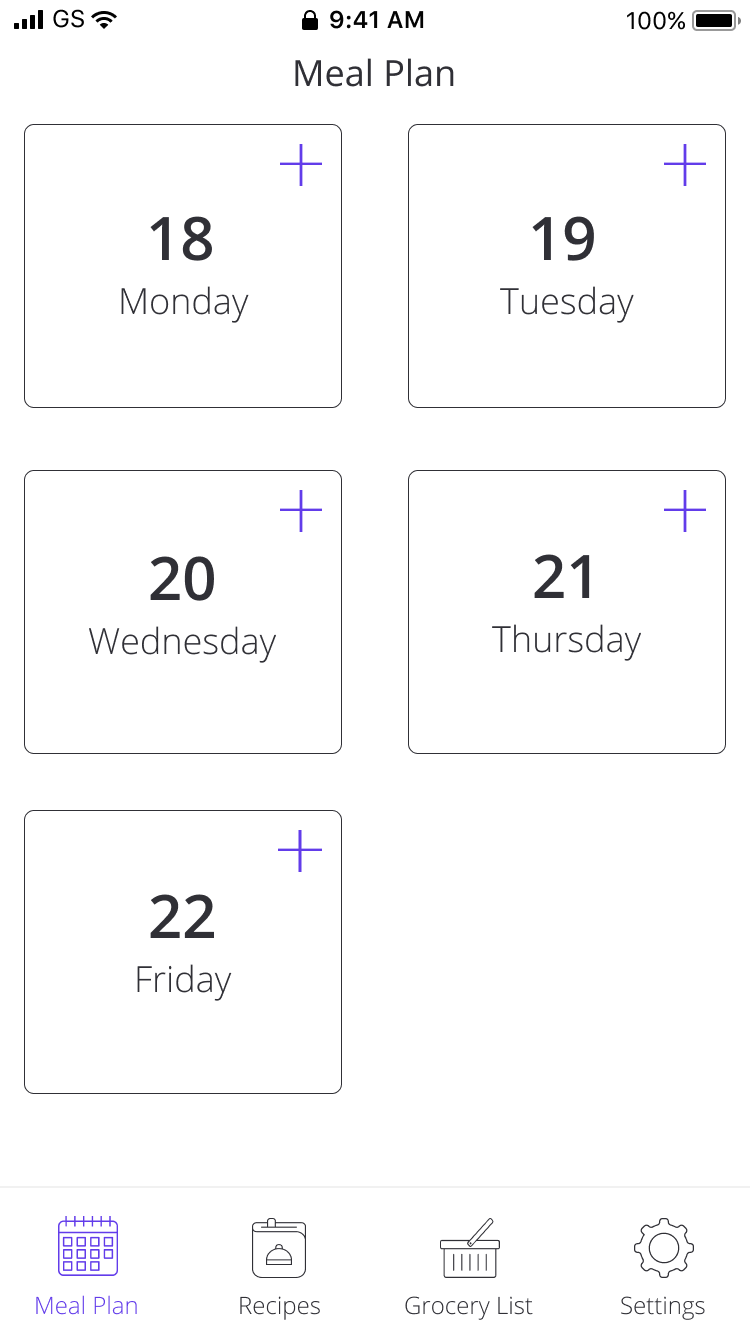 GS 9:41 AM 100%
Meal Plan
18
Monday
19
Tuesday
20
Wednesday
21
Thursday
22
Friday
Meal Plan
Recipes
Grocery List
Settings